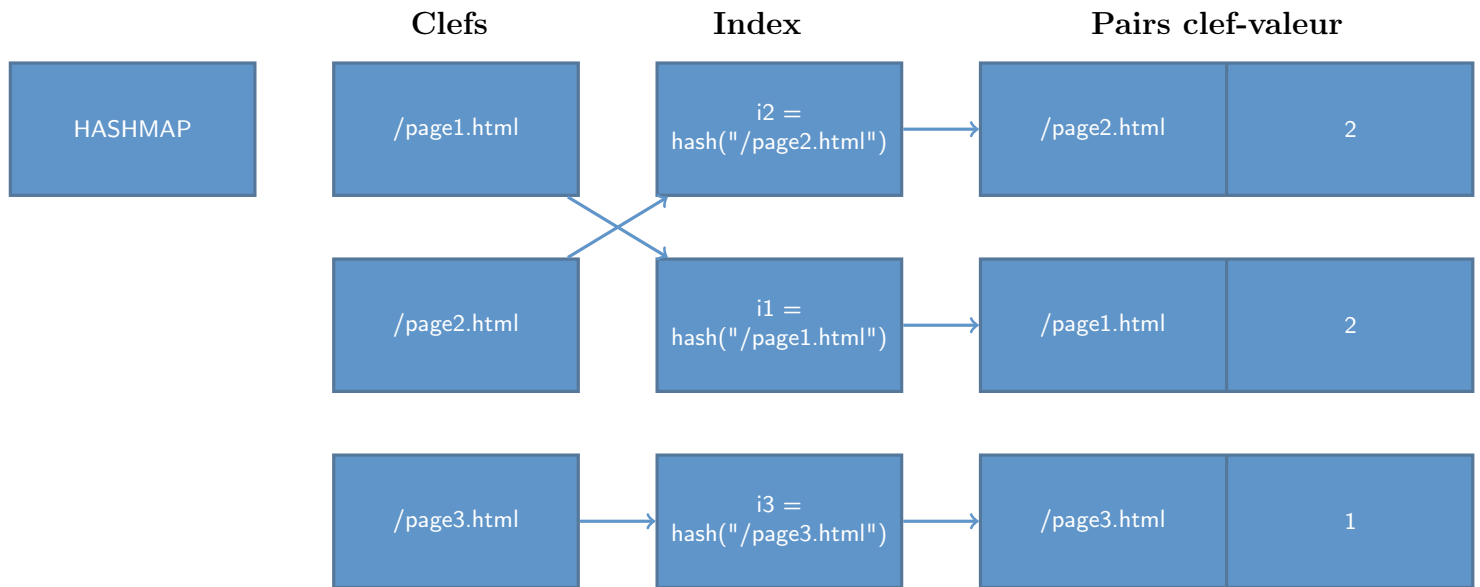 Clefs
Index
Pairs clef-valeur
HASHMAP
/page1.html
i2 =
hash("/page2.html")
/page2.html
2
/page2.html
i1 =
hash("/page1.html")
/page1.html
2
/page3.html
i3 =
hash("/page3.html")
/page3.html
1